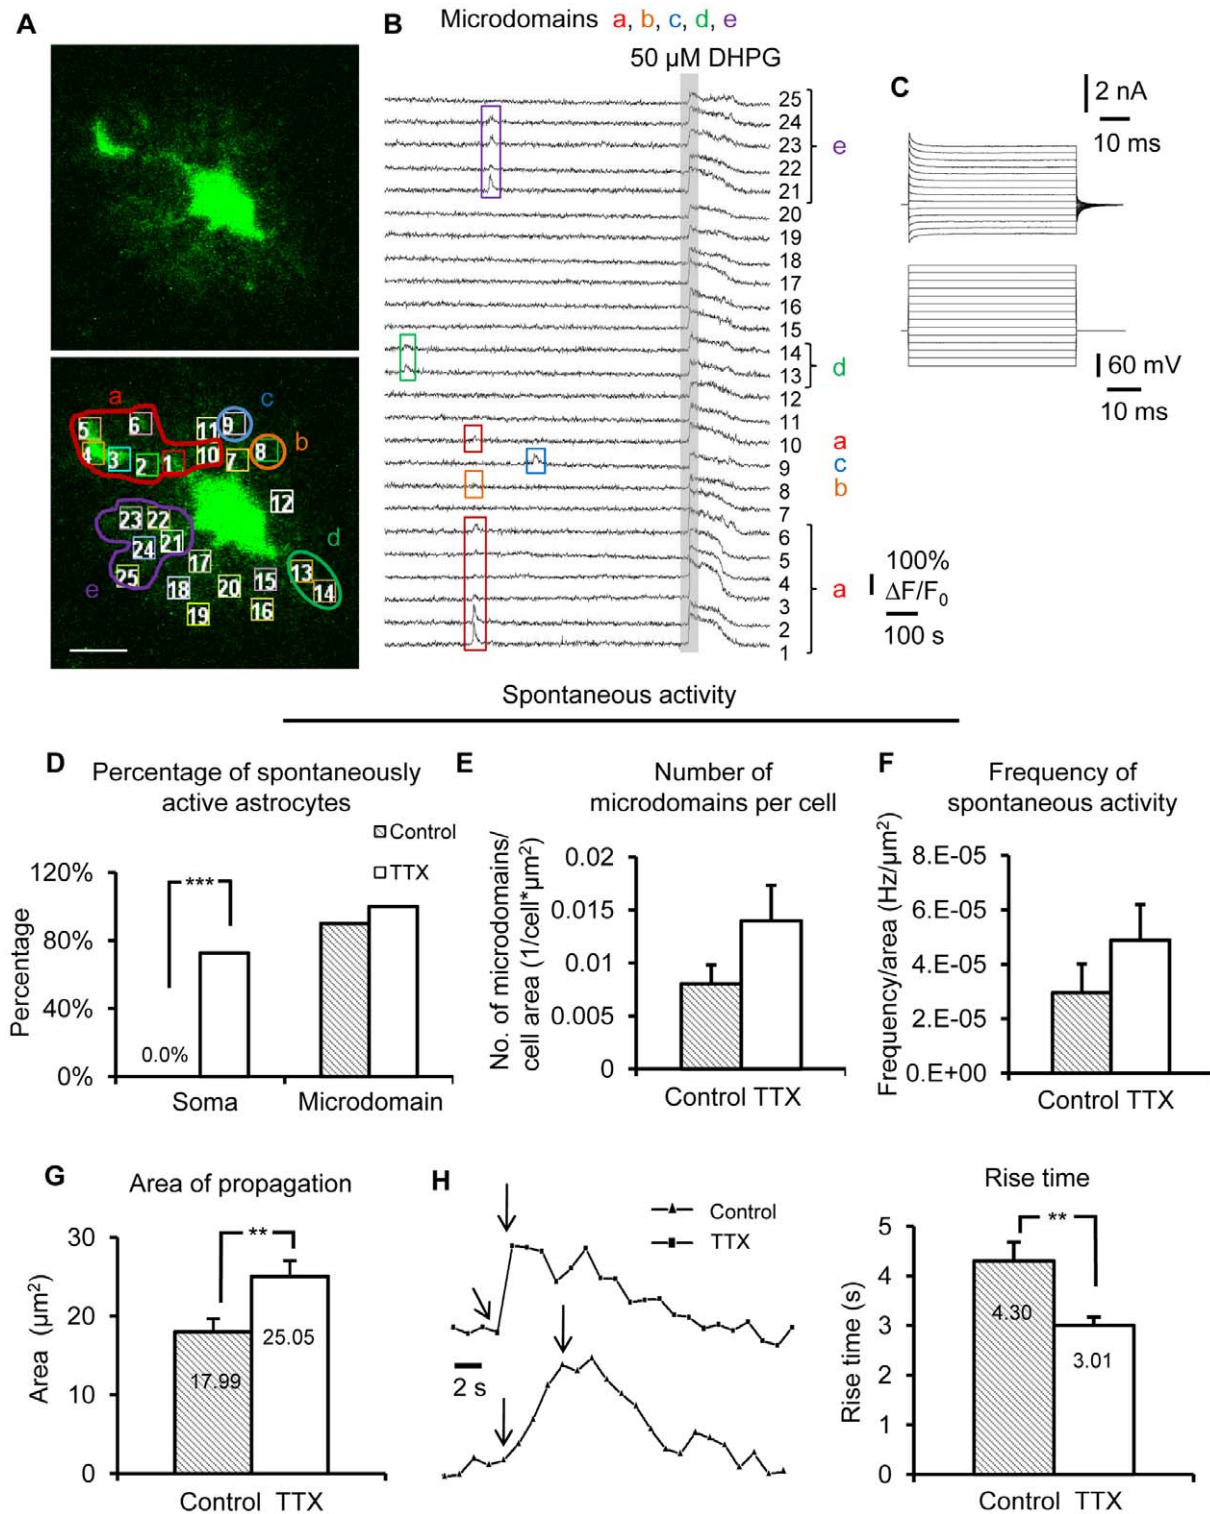 A
B
Microdomains a, b, c, d, e
50 µM DHPG
25
24
23
22
21
20
19
18
17
16
15
14
13
12
11
10
9
8
7
6
5
4
3
2
1
e
d
a
c
b
a
100%
ΔF/F0
100 s
C
2 nA
10 ms
60 mV
10 ms
a
c
b
d
e
5
6
11
9
4
3
2
1
10
7
8
12
23
22
21
24
25
17
18
19
20
15
16
13
14
Spontaneous activity
D
Percentage of spontaneously
active astrocytes
Control
TTX
Percentage
120%
80%
40%
0%
***
0.0%
Soma
Microdomain
E
Number of
microdomains per cell
No. of microdomains/
cell area (1/cell*µm²)
0.02
0.015
0.01
0.005
0
Control TTX
F
Frequency of
spontaneous activity
Frequency/area (Hz/µm²)
8.E-05
6.E-05
4.E-05
2.E-05
0.E+00
Control TTX
G
Area of propagation
Area (µm²)
30
20
10
0
**
17.99
25.05
Control TTX
H
Control
TTX
2 s
Rise time
Rise time (s)
5
4
3
2
1
0
**
4.30
3.01
Control TTX